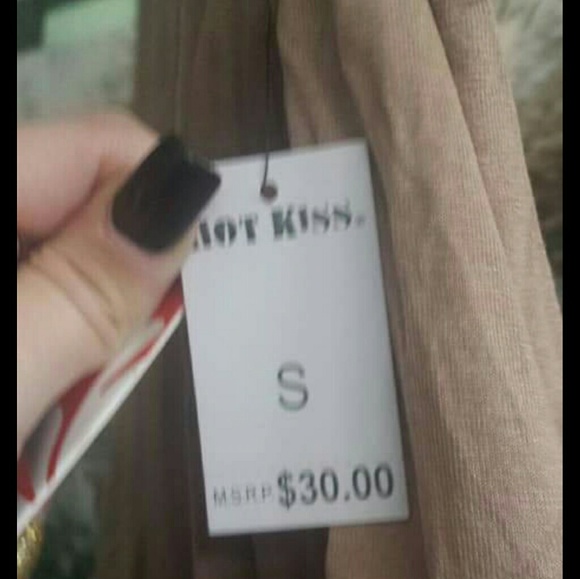 HOT KISS.
S
MSRP $30.00